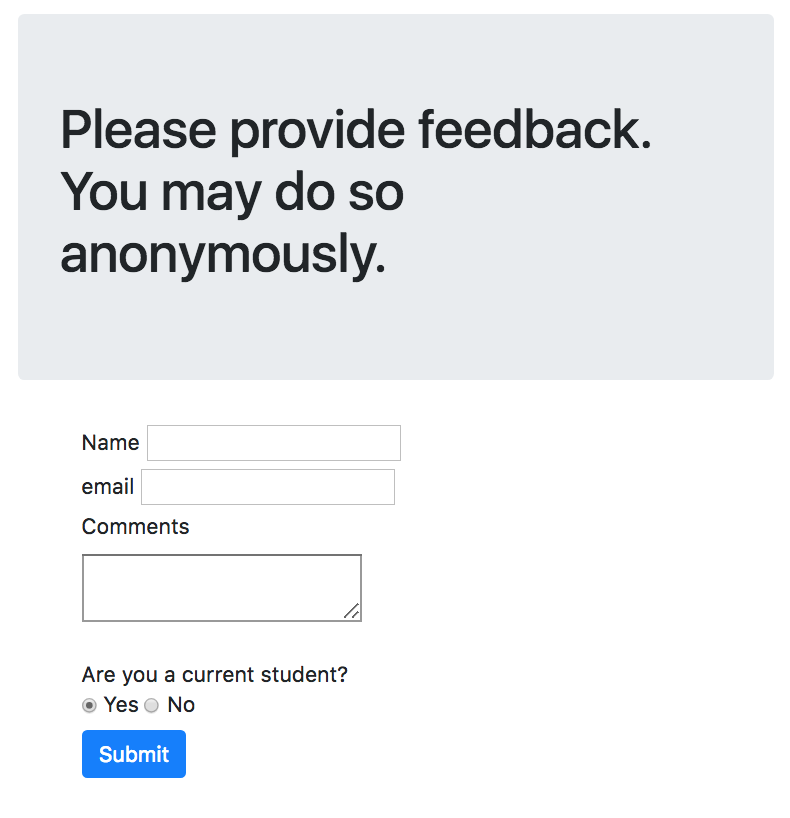 Please provide feedback.
You may do so
anonymously.
Name
email
Comments
Are you a current student?
Yes No
Submit